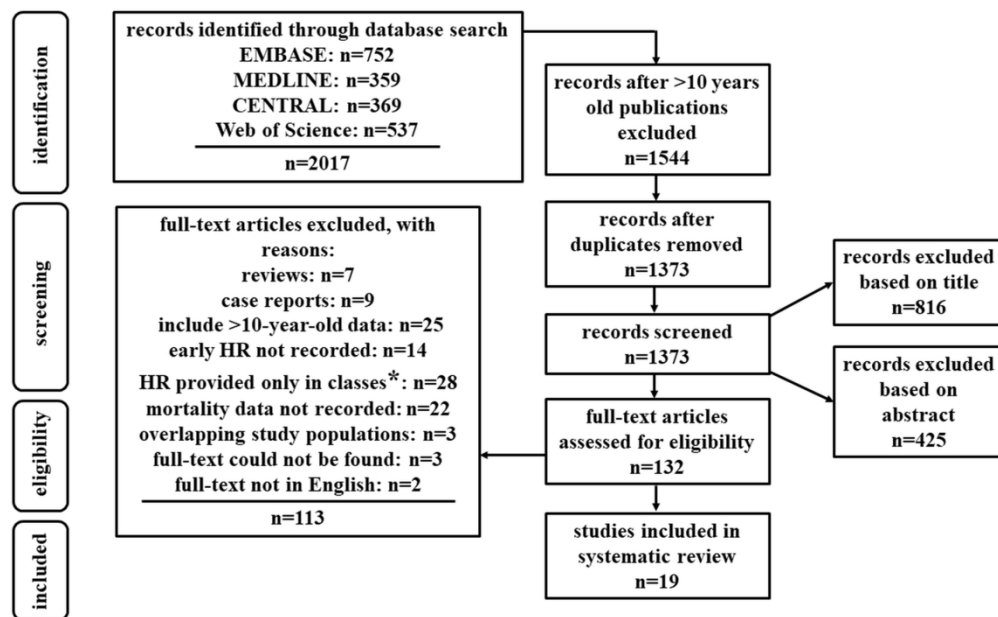 identification
records identified through database search
EMBASE: n=752
MEDLINE: n=359
CENTRAL: n=369
Web of Science: n=537
n=2017
records after >10 years
old publications
excluded
n=1544
screening
records after
duplicates removed
n=1373
records screened
n=1373
records excluded
based on title
n=816
records excluded
based on
abstract
n=425
eligibility
full-text articles
assessed for eligibility
n=132
full-text articles excluded, with
reasons:
reviews: n=7
case reports: n=9
include >10-year-old data: n=25
early HR not recorded: n=14
HR provided only in classes*: n=28
mortality data not recorded: n=22
overlapping study populations: n=3
full-text could not be found: n=3
full-text not in English: n=2
n=113
included
studies included in
systematic review
n=19